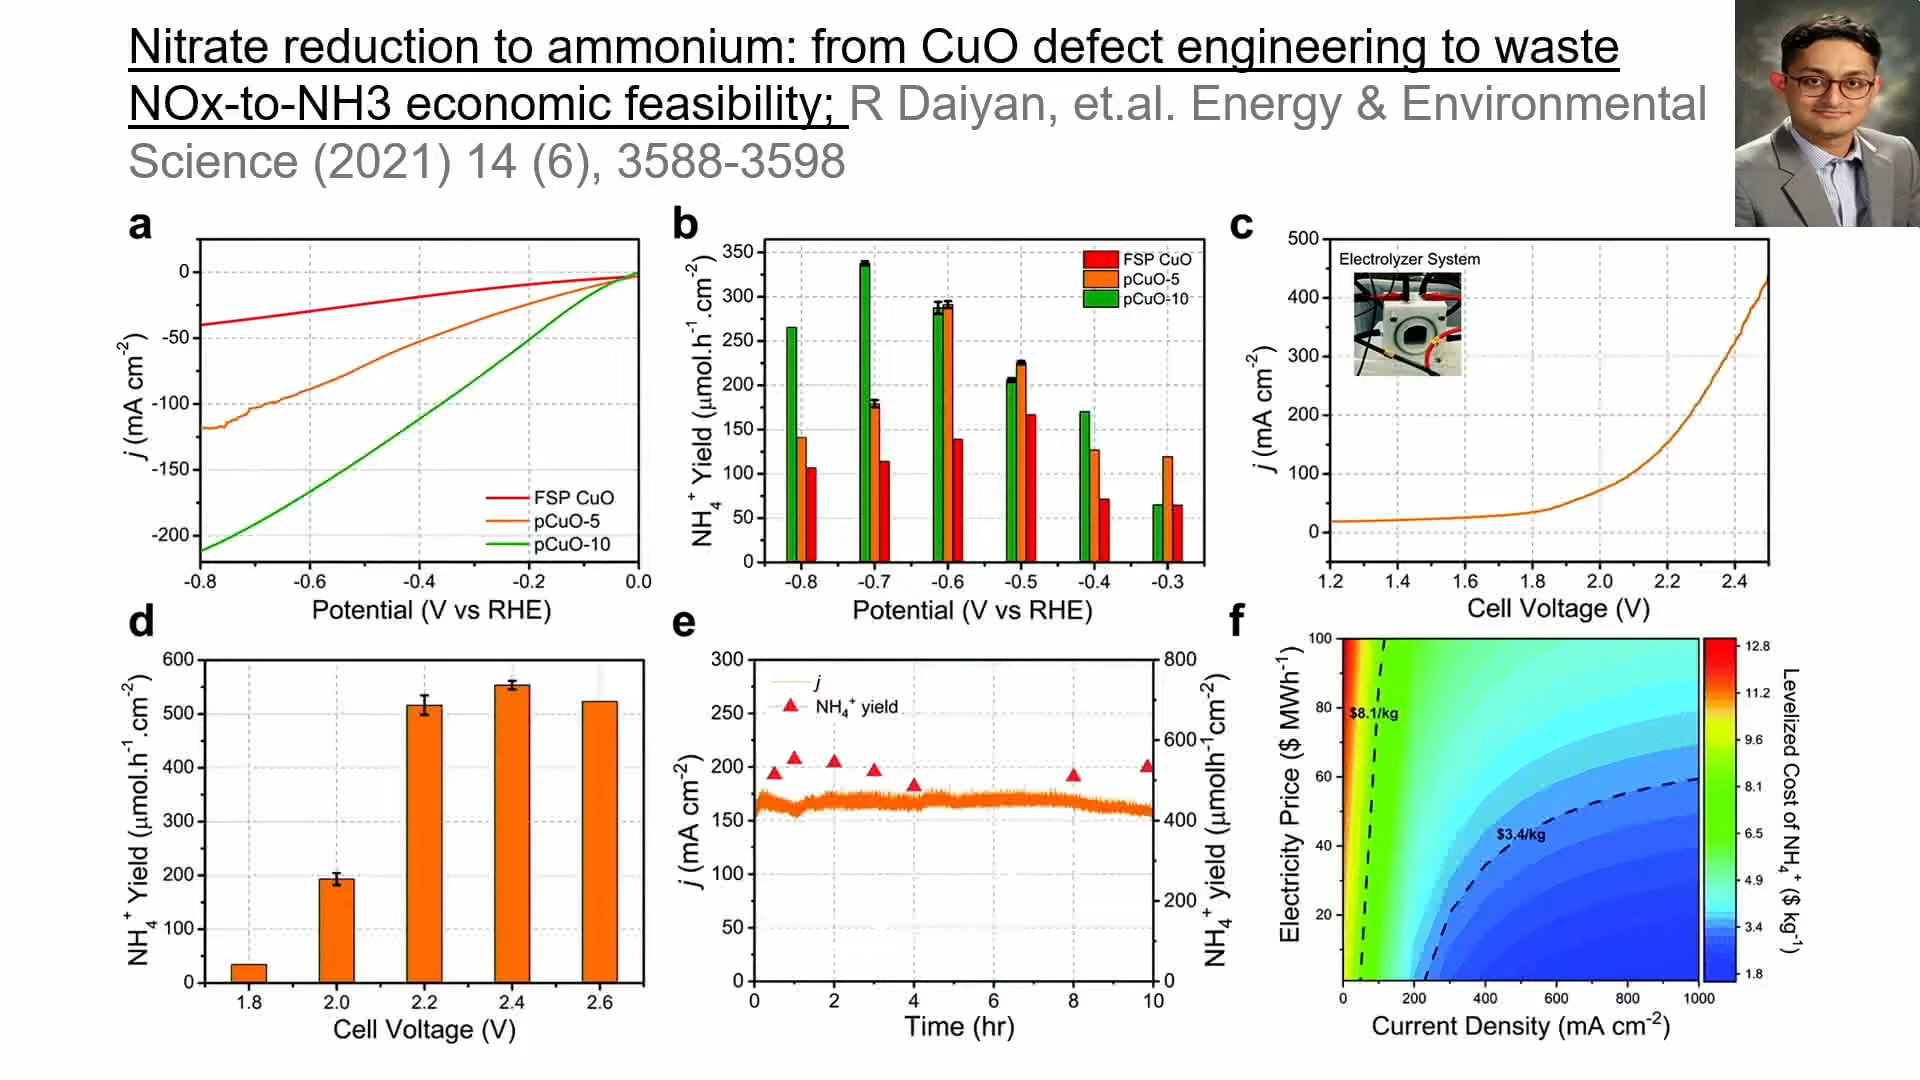 Nitrate reduction to ammonium: from CuO defect engineering to waste
NOx-to-NH3 economic feasibility; R Daiyan, et.al. Energy & Environmental
Science (2021) 14 (6), 3588-3598
a
j (mA cm-2)
0
-50
-100
-150
-200
FSP CuO
pCuO-5
pCuO-10
-0.8 -0.6 -0.4 -0.2 0.0
Potential (V vs RHE)
b
NH4+ Yield (μmol.h-1.cm-2)
350
300
250
200
150
100
50
0
FSP CuO
pCuO-5
pCuO-10
-0.8 -0.7 -0.6 -0.5 -0.4 -0.3
Potential (V vs RHE)
c
j (mA cm-2)
500
400
300
200
100
0
Electrolyzer System
1.2 1.4 1.6 1.8 2.0 2.2 2.4
Cell Voltage (V)
d
NH4+ Yield (μmol.h-1.cm-2)
600
500
400
300
200
100
0
1.8 2.0 2.2 2.4 2.6
Cell Voltage (V)
e
j (mA cm-2)
300
250
200
150
100
50
0
j
NH4+ yield
800
600
400
200
0
NH4+ yield (μmolh-1cm-2)
0 2 4 6 8 10
Time (hr)
f
Electricity Price ($ MWh-1)
100
80
60
40
20
$8.1/kg
$3.4/kg
0 200 400 600 800 1000
Current Density (mA cm-2)
12.8
11.2
9.6
8.1
6.5
4.9
3.4
1.8
Levelized Cost of NH4+ ($ kg-1)